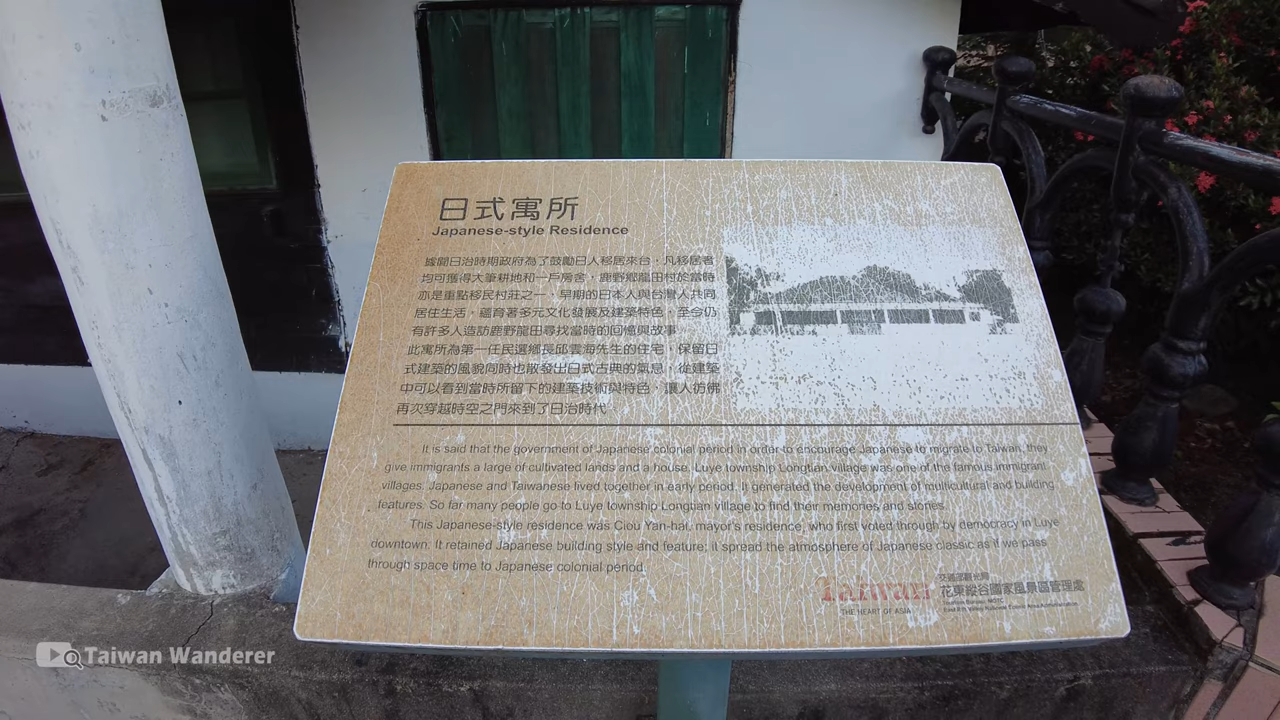 日式寓所
Japanese-style Residence
據聞日治時期政府為了鼓勵日人移居來台，凡移居者
均可獲得大筆耕地和一戶房舍，鹿野鄉龍田村於當時
亦是重點移民村莊之一，早期的日本人與台灣人共同
居住生活，蘊育著多元文化發展及建築特色，至今仍
有許多人造訪鹿野龍田尋找當時的回憶與故事
此寓所為第一任民選鄉長邱雲海先生的住宅，保留日
式建築的風貌同時也散發出日式古典的氣息，從建築
中可以看到當時所留下的建築技術與特色，讓人彷彿
再次穿越時空之門來到了日治時代
It is said that the government of Japanese colonial period in order to encourage Japanese to migrate to Taiwan, they
give immigrants a large of cultivated lands and a house. Luye township Longtian village was one of the famous immigrant
villages. Japanese and Taiwanese lived together in early period. It generated the development of multicultural and building
features. So far many people go to Luye township Longtian village to find their memories and stories.
This Japanese-style residence was Ciou Yan-hai, mayor's residence, who first voted through by democracy in Luye
downtown. It retained Japanese building style and feature; it spread the atmosphere of Japanese classic as if we pass
through space time to Japanese colonial period.
Taiwan
THE HEART OF ASIA
交通部觀光局
花東縱谷國家風景區管理處
Tourism Bureau, MOTC
East Rift Valley National Scenic Area Administration
Taiwan Wanderer